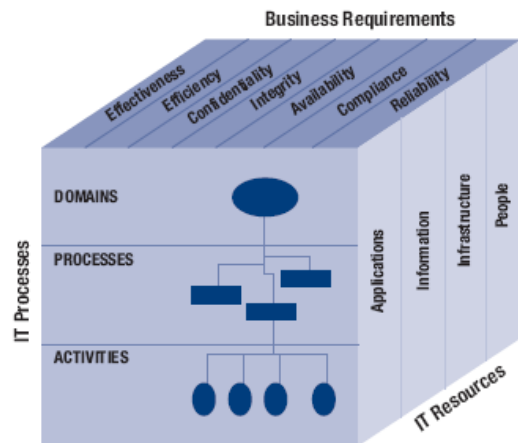 Business Requirements
Effectiveness
Efficiency
Confidentiality
Integrity
Availability
Compliance
Reliability
IT Processes
DOMAINS
PROCESSES
ACTIVITIES
Applications
Information
Infrastructure
People
IT Resources